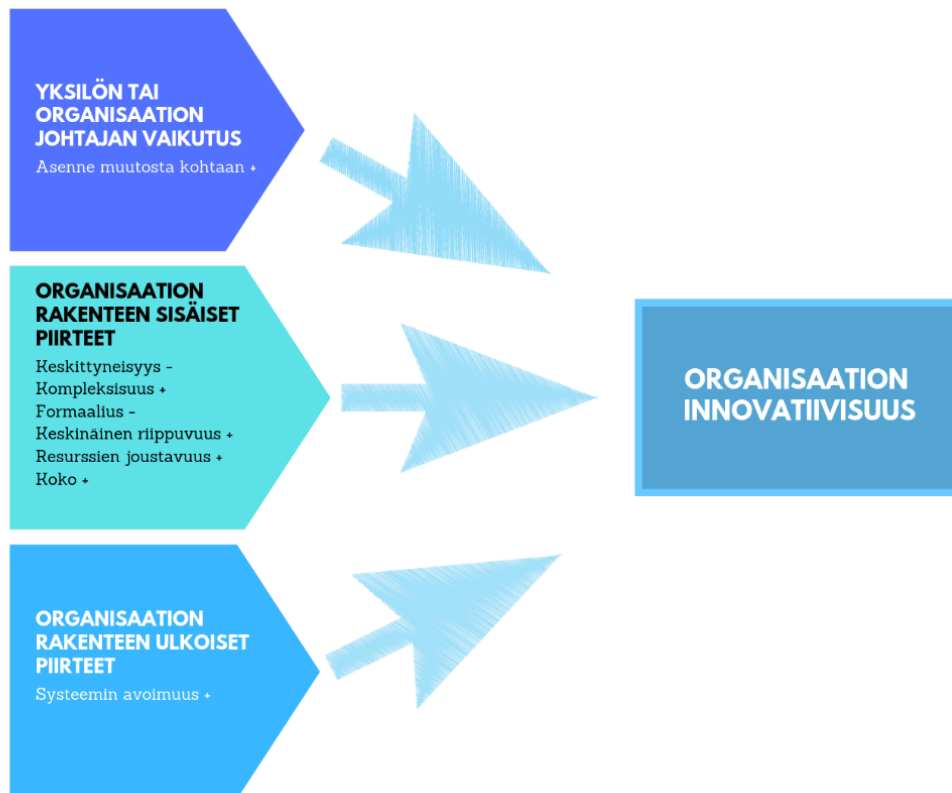 YKSILÖN TAI
ORGANISAATION
JOHTAJAN VAIKUTUS
Asenne muutosta kohtaan +
ORGANISAATION
RAKENTEEN SISÄISET
PIIRTEET
Keskittyneisyys -
Kompleksisuus +
Formaalius -
Keskinäinen riippuvuus +
Resurssien joustavuus +
Koko +
ORGANISAATION
RAKENTEEN ULKOISET
PIIRTEET
Systeemin avoimuus +
ORGANISAATION
INNOVATIIVISUUS